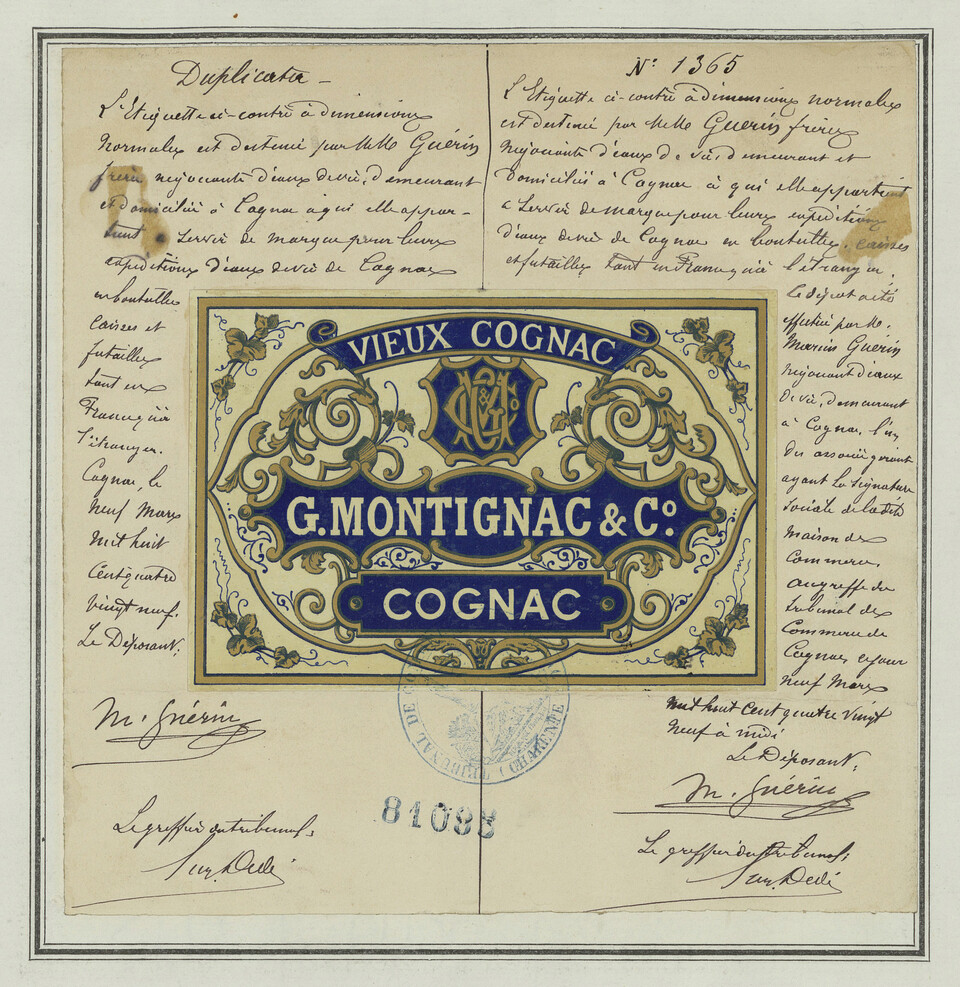 Duplicata
L'Etiquette ci-contre à dimensions
normales est destinée par MM. Guérin
frères négociants d'eaux de vie, demeurant
et domiciliés à Cognac à qui elle appar-
tient à servir de marque pour leurs
expéditions d'eaux de vie de Cognac
en bouteilles
caisses et
futailles
tant en
France qu'à
l'étranger.
Cognac, le
Neuf Mars
Mil huit
Cent quatre
Vingt neuf.
Le Déposant:
M. Guérin
Le greffier du tribunal:
N° 1365
L'Etiquette ci-contre à dimensions normales
est destinée par MM. Guérin frères
négociants d'eaux de vie, demeurant et
domiciliés à Cognac à qui elle appartient
à servir de marque pour leurs expéditions
d'eaux de vie de Cognac en bouteilles, caisses
et futailles tant en France qu'à l'étranger.
Le dépôt a été
effectué par M.
Guérin
négociant d'eaux
de vie, demeurant
à Cognac, l'un
des associés gérant
ayant la signature
sociale de ladite
maison de
Commerce,
au greffe du
tribunal de
Commerce de
Cognac ce jour
neuf Mars
mil huit Cent quatre vingt
neuf à midi
Le Déposant:
M. Guérin
Le greffier du tribunal:
VIEUX COGNAC
G. MONTIGNAC & Cº.
COGNAC
TRIBUNAL DE CO
(CHARENTE
81083